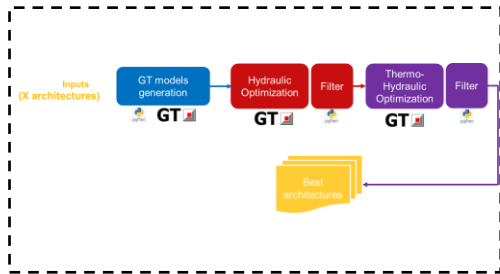 Inputs
(X architectures)
GT models
generation
Hydraulic
Optimization
Filter
Thermo-
Hydraulic
Optimization
Filter
python
GT
GT
GT
python
Best
architectures